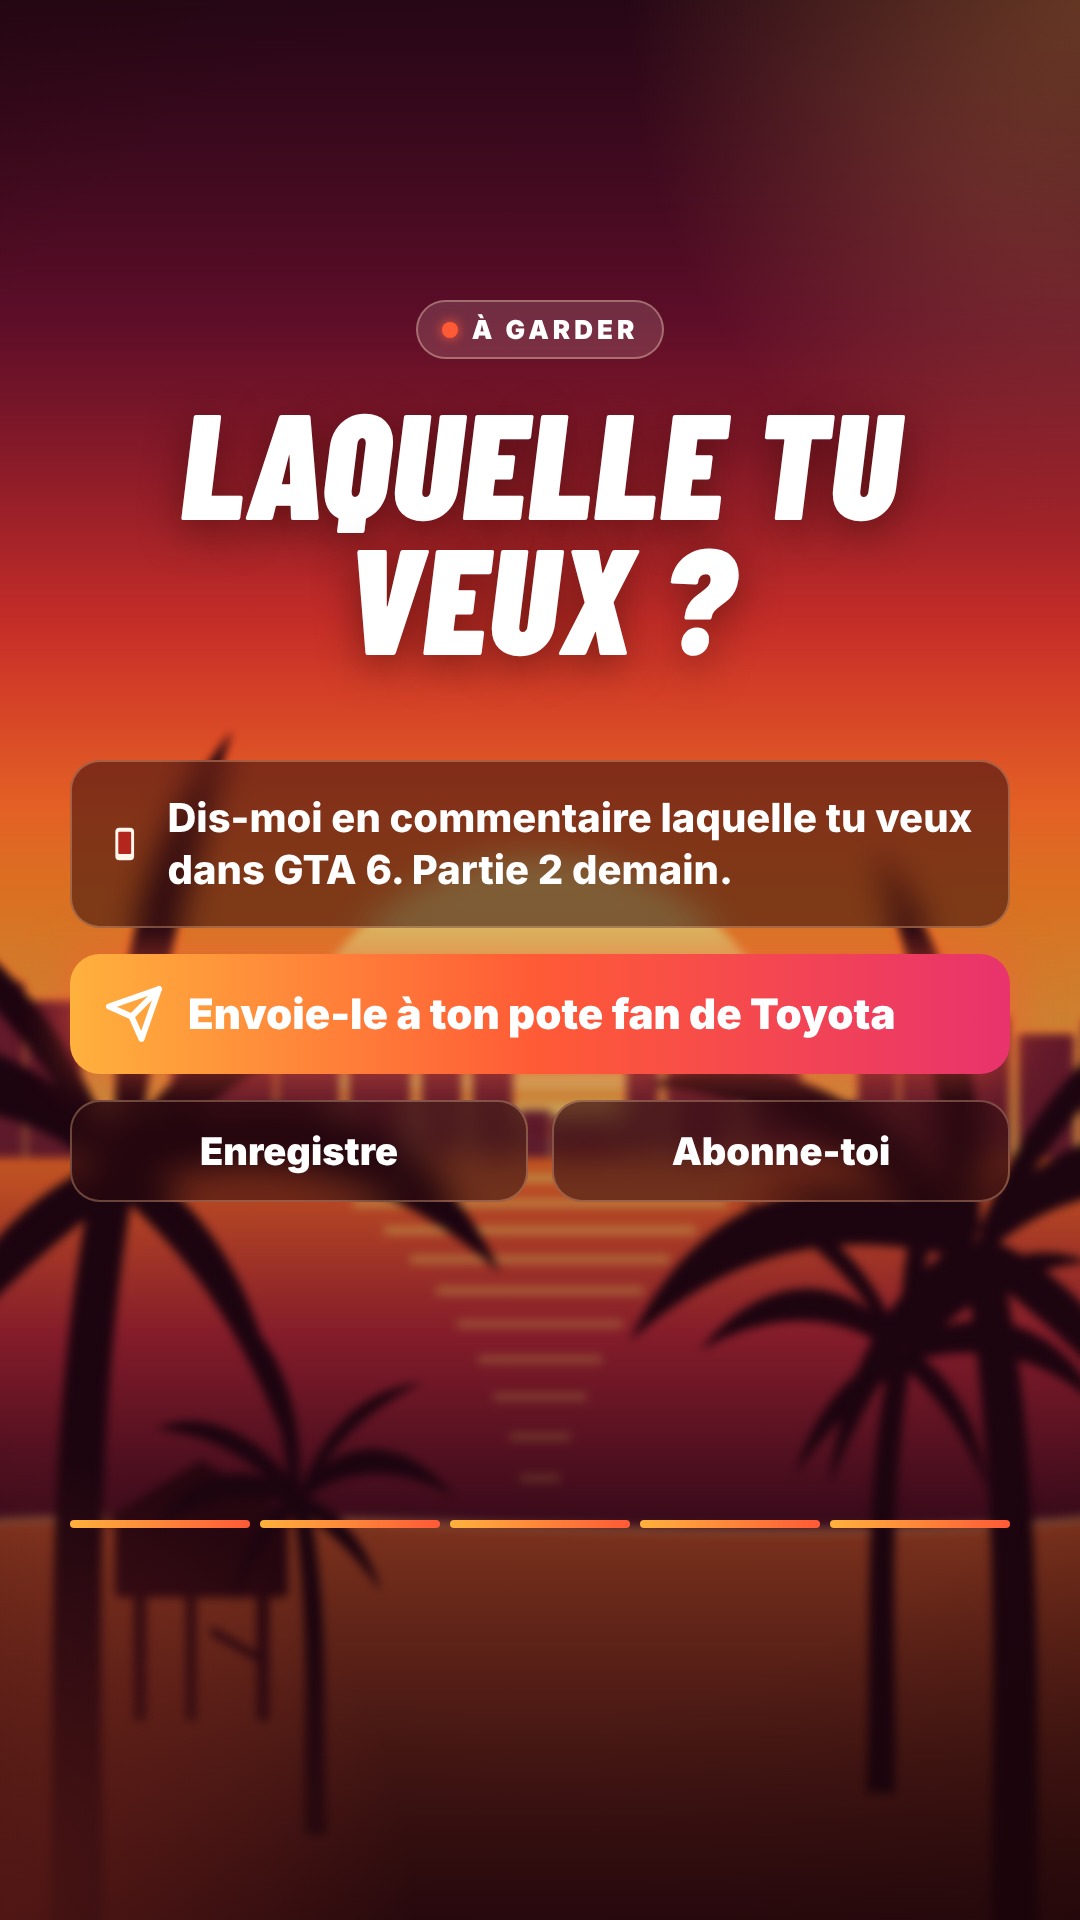 À GARDER
LAQUELLE TU
VEUX ?
Dis-moi en commentaire laquelle tu veux
dans GTA 6. Partie 2 demain.
Envoie-le à ton pote fan de Toyota
Enregistre
Abonne-toi